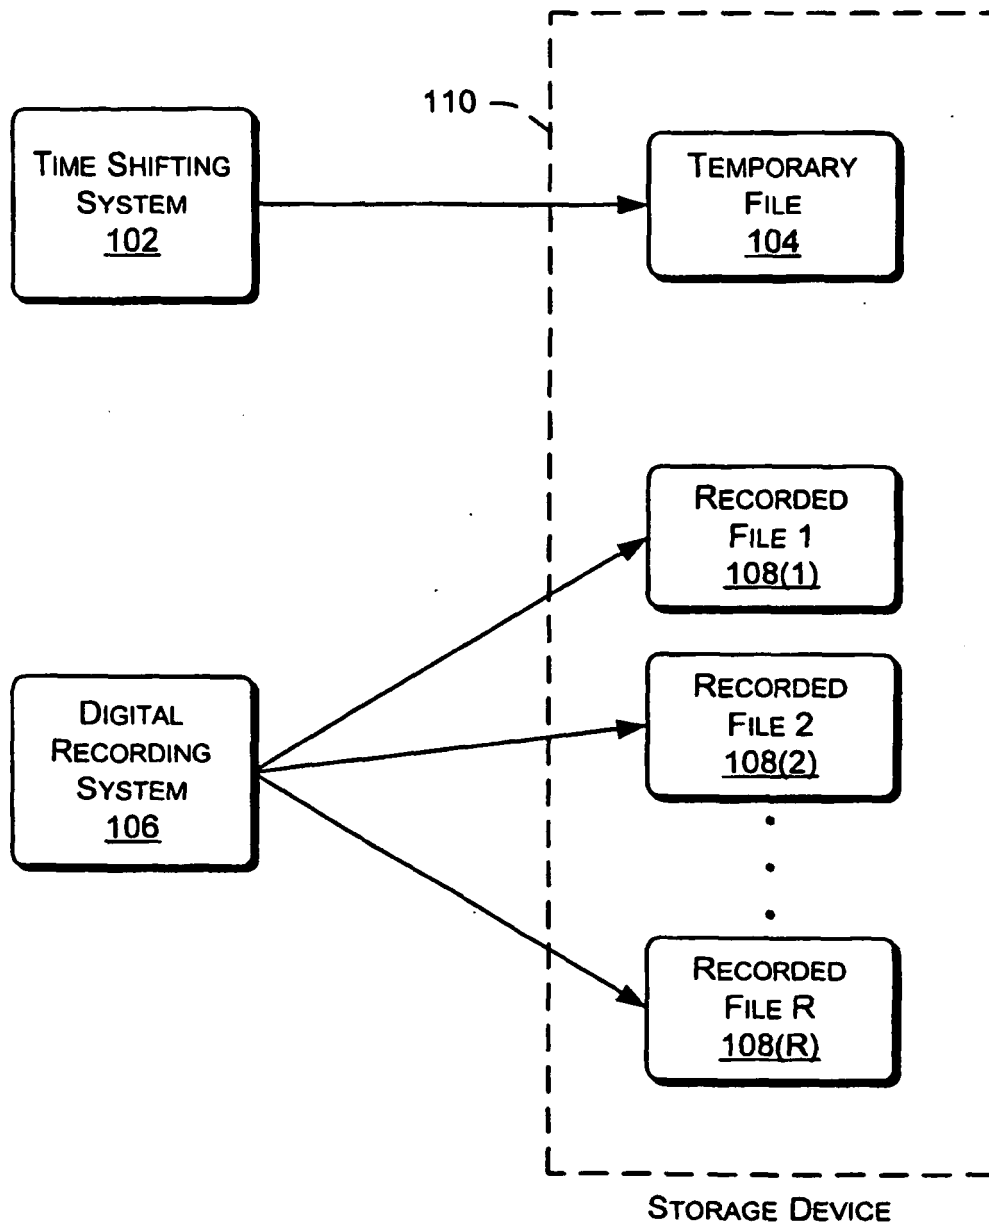 110
TIME SHIFTING
SYSTEM
102
TEMPORARY
FILE
104
RECORDED
FILE 1
108(1)
DIGITAL
RECORDING
SYSTEM
106
RECORDED
FILE 2
108(2)
RECORDED
FILE R
108(R)
STORAGE DEVICE